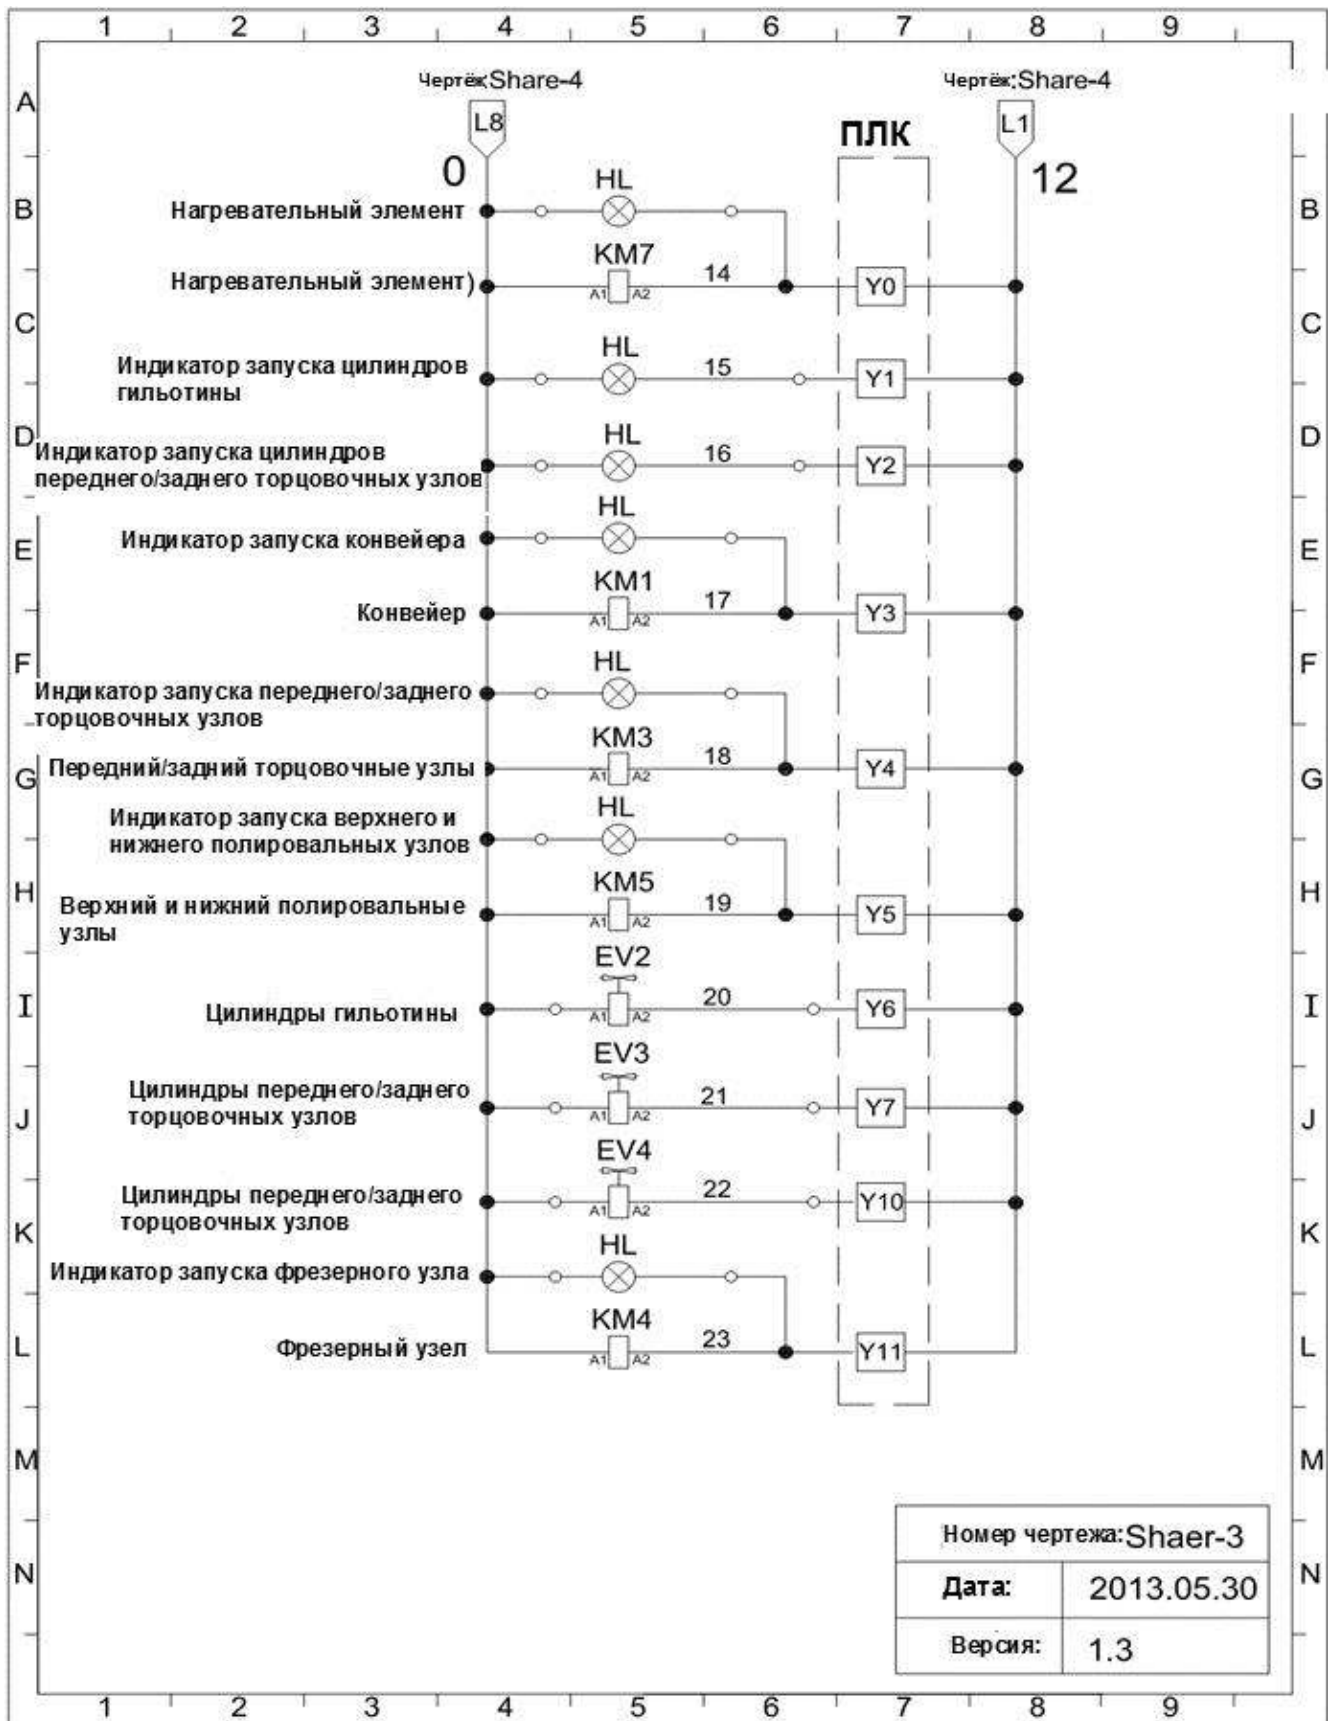 1 2 3 4 5 6 7 8 9
Чертёж:Share-4 Чертёж:Share-4
A
L8 L1
ПЛК
0 12
HL
B Нагревательный элемент B
KM7
Нагревательный элемент) A1 A2 14 Y0
C C
HL
Индикатор запуска цилиндров 15 Y1
гильотины
HL
D D
Индикатор запуска цилиндров 16 Y2
переднего/заднего торцовочных узлов
HL
E Индикатор запуска конвейера E
KM1
Конвейер A1 A2 17 Y3
F HL F
Индикатор запуска переднего/заднего
торцовочных узлов
KM3
G Передний/задний торцовочные узлы A1 A2 18 Y4 G
HL
Индикатор запуска верхнего и
нижнего полировальных узлов
H KM5 H
Верхний и нижний полировальные A1 A2 19 Y5
узлы
EV2
I Цилиндры гильотины A1 A2 20 Y6 I
EV3
Цилиндры переднего/заднего A1 A2 21 Y7
J торцовочных узлов J
EV4
Цилиндры переднего/заднего A1 A2 22 Y10
торцовочных узлов
K K
HL
Индикатор запуска фрезерного узла
KM4
L Фрезерный узел A1 A2 23 Y11 L
M M
Номер чертежа:Shaer-3
N Дата: 2013.05.30 N
Версия: 1.3
1 2 3 4 5 6 7 8 9